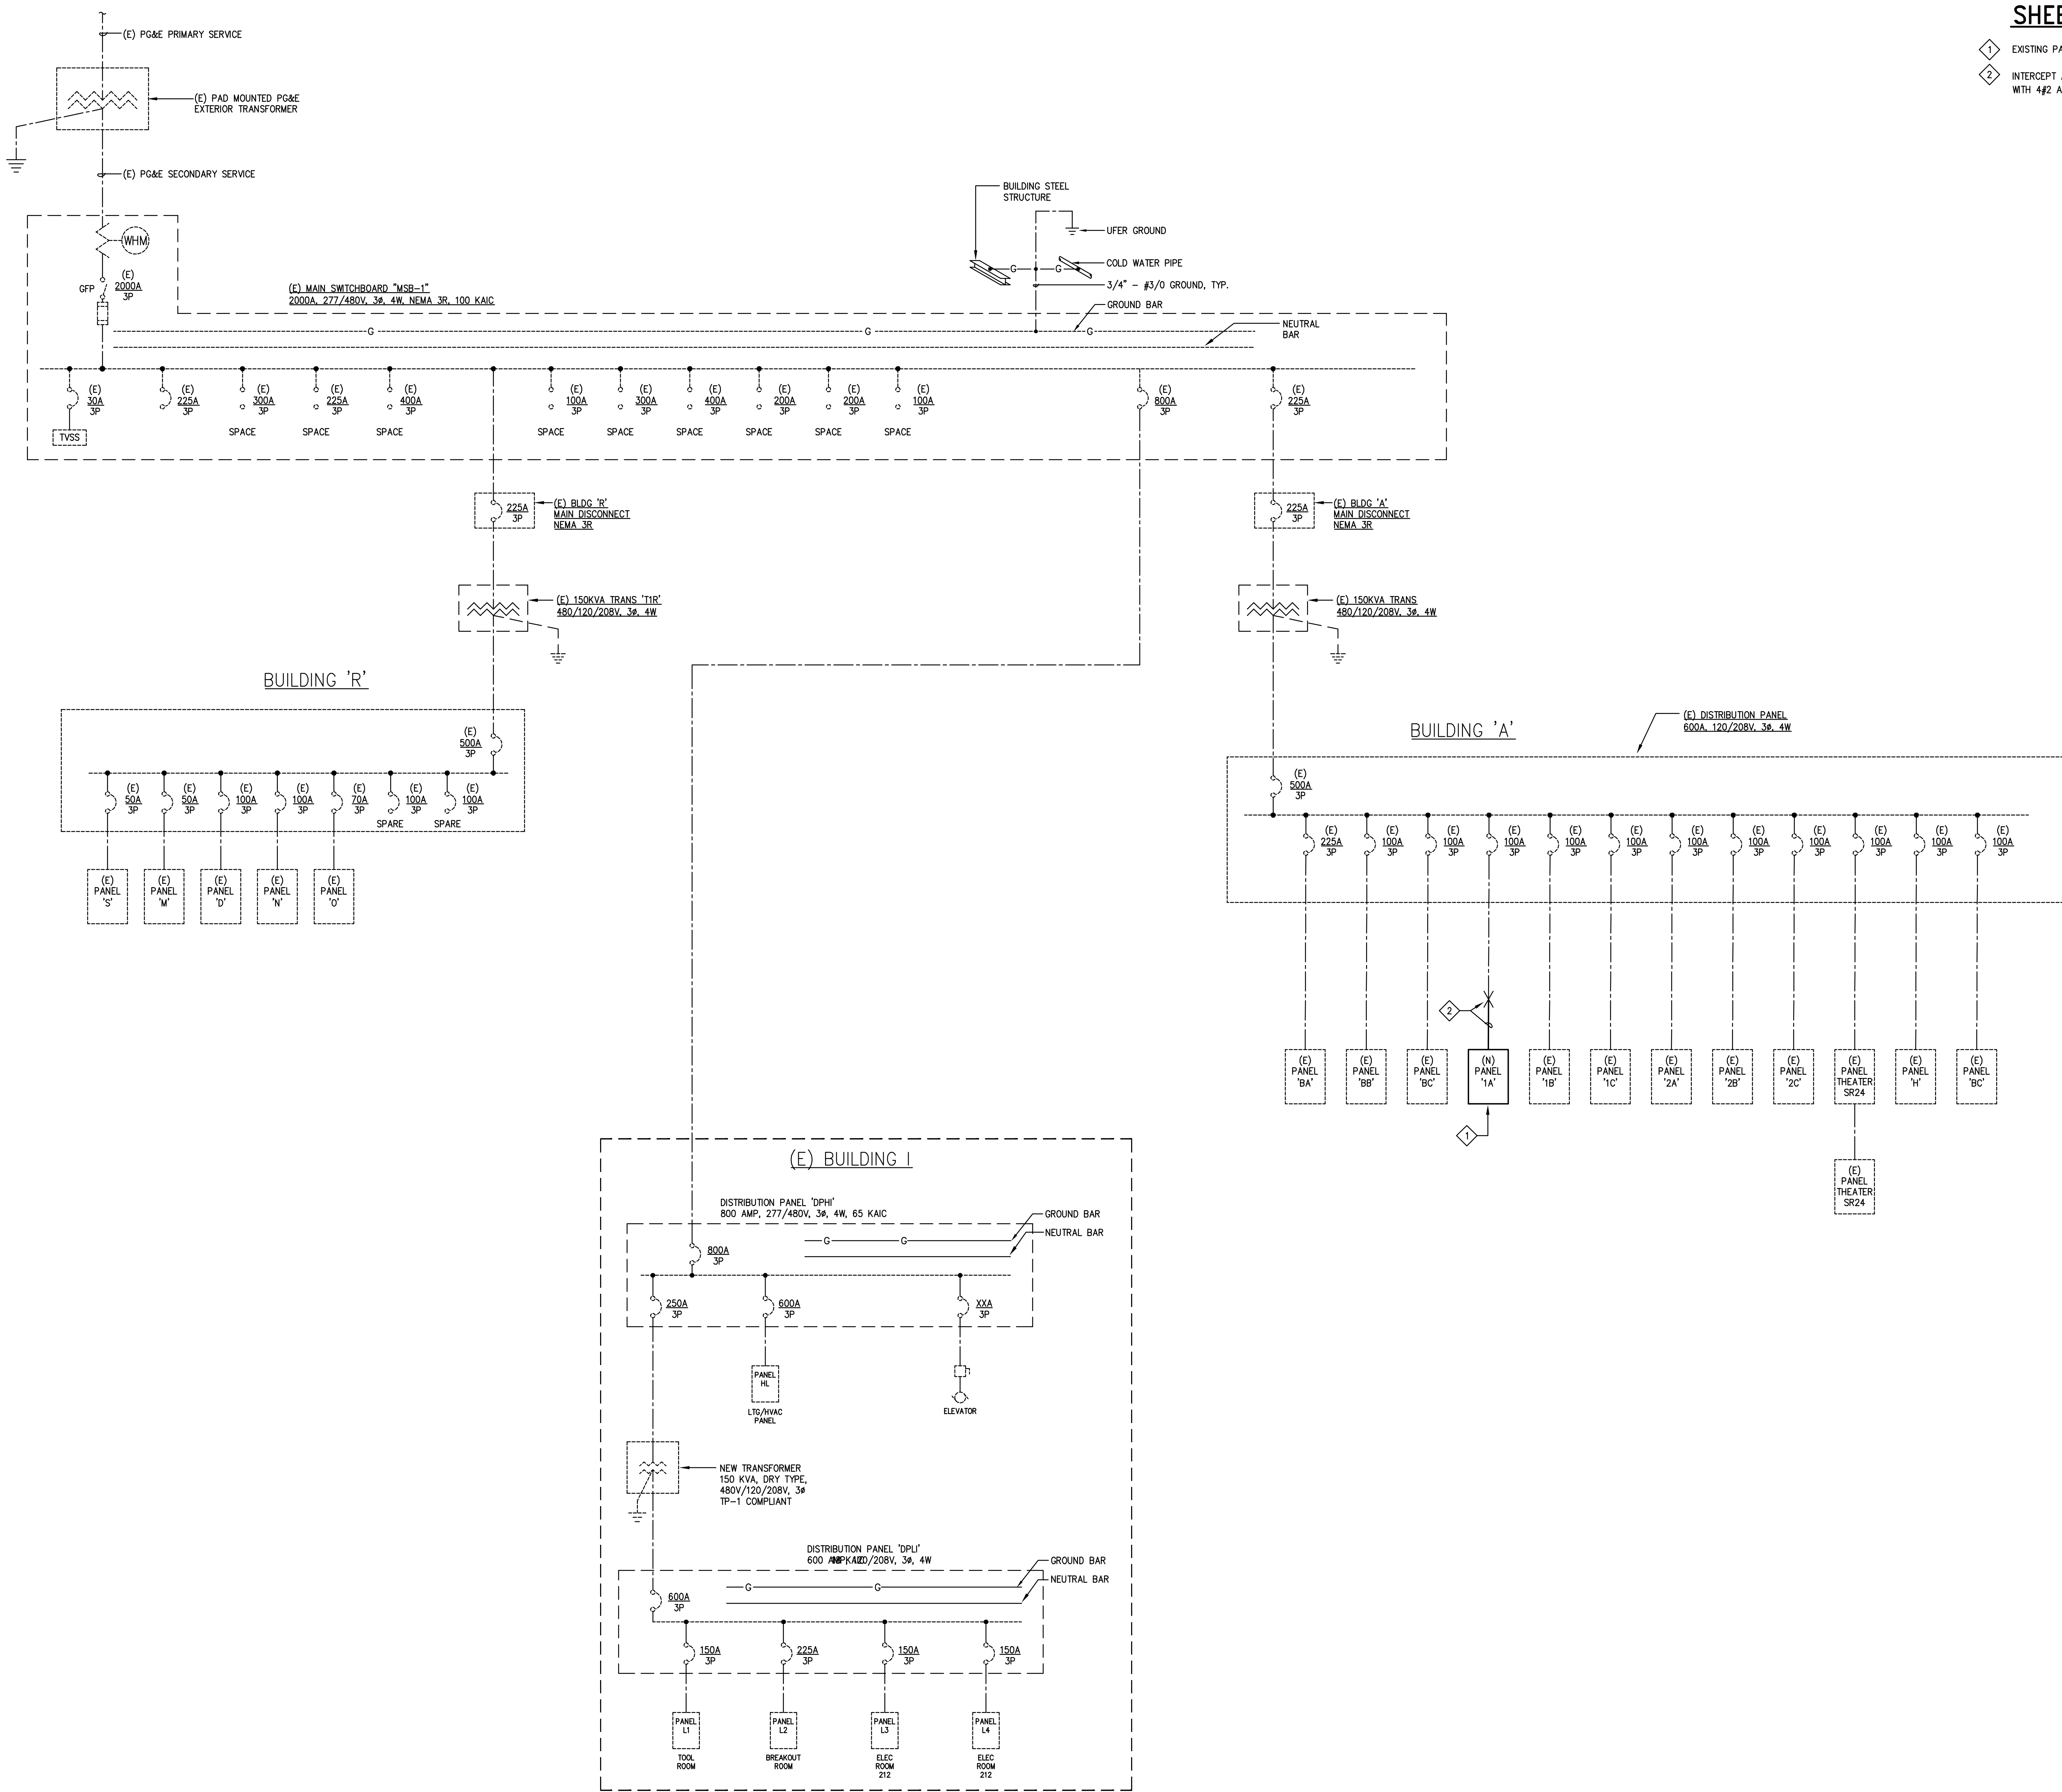 SHEE
1
EXISTING PA
2
INTERCEPT
WITH 4#2 A
(E) PG&E PRIMARY SERVICE
(E) PAD MOUNTED PG&E
EXTERIOR TRANSFORMER
(E) PG&E SECONDARY SERVICE
BUILDING STEEL
STRUCTURE
UFER GROUND
COLD WATER PIPE
G
G
3/4" - #3/0 GROUND, TYP.
GROUND BAR
NEUTRAL
BAR
WHM
GFP
(E)
2000A
3P
(E) MAIN SWITCHBOARD "MSB-1"
2000A, 277/480V, 3ø, 4W, NEMA 3R, 100 KAIC
G
G
G
(E)
30A
3P
TVSS
(E)
225A
3P
(E)
300A
3P
SPACE
(E)
225A
3P
SPACE
(E)
400A
3P
SPACE
(E)
100A
3P
SPACE
(E)
300A
3P
SPACE
(E)
400A
3P
SPACE
(E)
200A
3P
SPACE
(E)
200A
3P
SPACE
(E)
100A
3P
SPACE
(E)
800A
3P
(E)
225A
3P
225A
3P
(E) BLDG 'R'
MAIN DISCONNECT
NEMA 3R
225A
3P
(E) BLDG 'A'
MAIN DISCONNECT
NEMA 3R
(E) 150KVA TRANS 'T1R'
480/120/208V, 3ø, 4W
(E) 150KVA TRANS
480/120/208V, 3ø, 4W
BUILDING 'R'
(E)
500A
3P
(E)
50A
3P
(E)
50A
3P
(E)
100A
3P
(E)
100A
3P
(E)
70A
3P
(E)
100A
3P
SPARE
(E)
100A
3P
SPARE
(E)
PANEL
'S'
(E)
PANEL
'M'
(E)
PANEL
'D'
(E)
PANEL
'N'
(E)
PANEL
'O'
BUILDING 'A'
(E) DISTRIBUTION PANEL
600A, 120/208V, 3ø, 4W
(E)
500A
3P
(E)
225A
3P
(E)
100A
3P
(E)
100A
3P
(E)
100A
3P
(E)
100A
3P
(E)
100A
3P
(E)
100A
3P
(E)
100A
3P
(E)
100A
3P
(E)
100A
3P
(E)
100A
3P
(E)
100A
3P
2
(E)
PANEL
'BA'
(E)
PANEL
'BB'
(E)
PANEL
'BC'
(N)
PANEL
'1A'
(E)
PANEL
'1B'
(E)
PANEL
'1C'
(E)
PANEL
'2A'
(E)
PANEL
'2B'
(E)
PANEL
'2C'
(E)
PANEL
THEATER
SR24
(E)
PANEL
'H'
(E)
PANEL
'BC'
1
(E)
PANEL
THEATER
SR24
(E) BUILDING I
DISTRIBUTION PANEL 'DPHI'
800 AMP, 277/480V, 3ø, 4W, 65 KAIC
GROUND BAR
NEUTRAL BAR
G
G
800A
3P
250A
3P
600A
3P
XXA
3P
PANEL
HL
LTG/HVAC
PANEL
ELEVATOR
NEW TRANSFORMER
150 KVA, DRY TYPE,
480V/120/208V, 3ø
TP-1 COMPLIANT
DISTRIBUTION PANEL 'DPLI'
600 AMP, 120/208V, 3ø, 4W
GROUND BAR
NEUTRAL BAR
G
G
600A
3P
150A
3P
225A
3P
150A
3P
150A
3P
PANEL
L1
TOOL
ROOM
PANEL
L2
BREAKOUT
ROOM
PANEL
L3
ELEC
ROOM
212
PANEL
L4
ELEC
ROOM
212